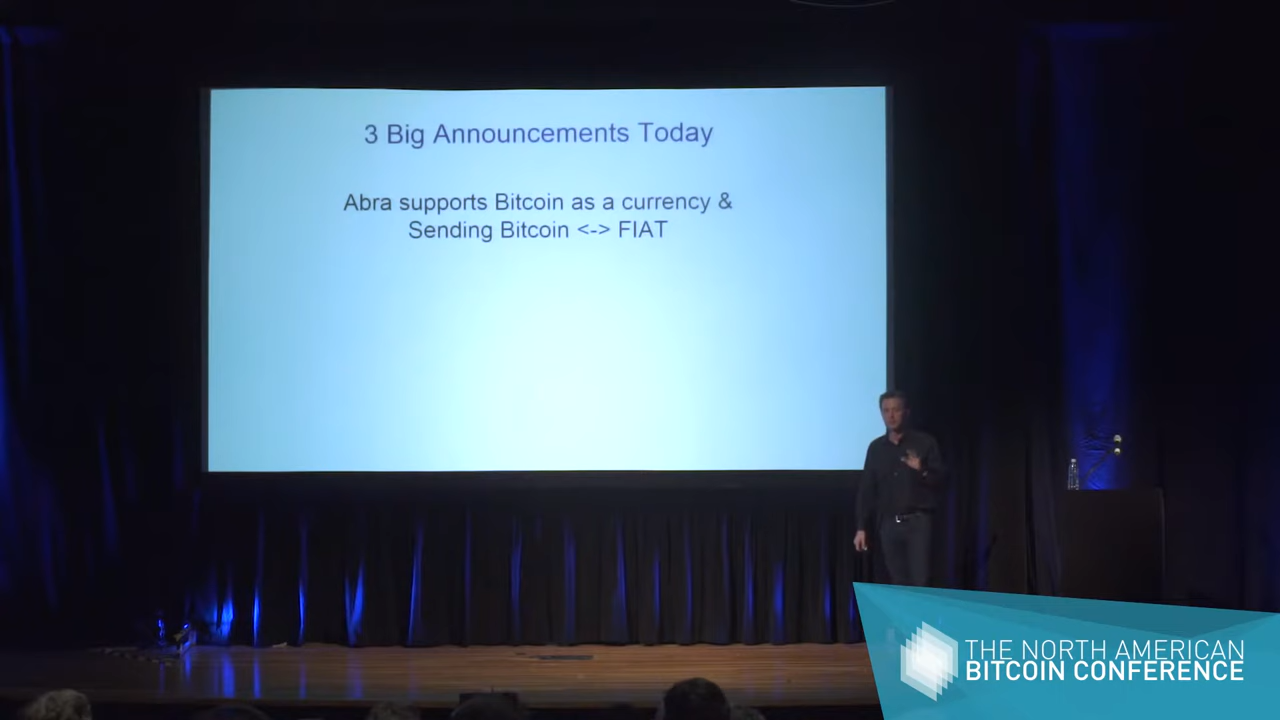 3 Big Announcements Today
Abra supports Bitcoin as a currency &
Sending Bitcoin <-> FIAT
THE NORTH AMERICAN
BITCOIN CONFERENCE